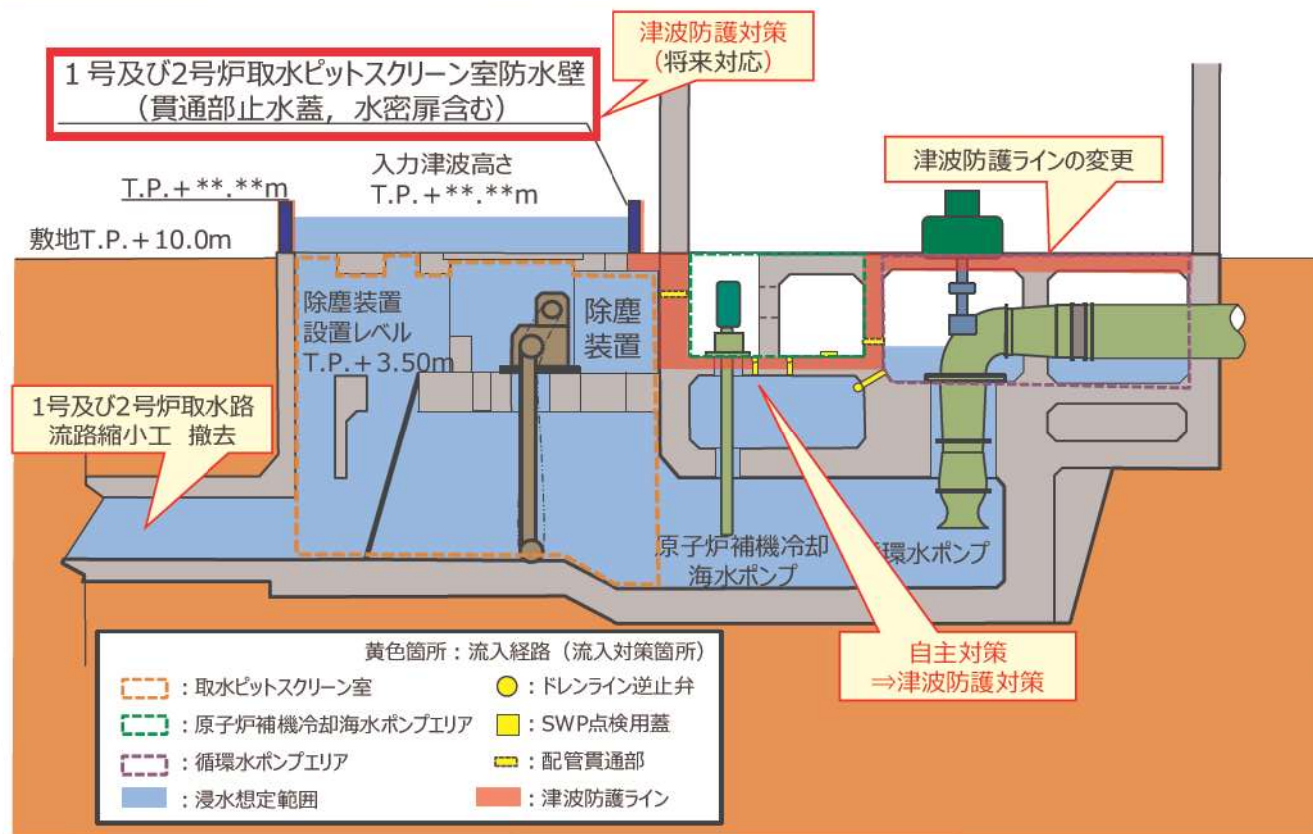 津波防護対策
（将来対応）
１号及び2号炉取水ピットスクリーン室防水壁
（貫通部止水蓋，水密扉含む）
津波防護ラインの変更
入力津波高さ
T.P.+**.**m
T.P.+**.**m
敷地T.P.+10.0m
除塵装置
設置レベル
T.P.+3.50m
除塵
装置
1号及び2号炉取水路
流路縮小工 撤去
原子炉補機冷却
海水ポンプ
循環水ポンプ
自主対策
⇒津波防護対策
黄色箇所：流入経路（流入対策箇所）
：取水ピットスクリーン室
：ドレンライン逆止弁
：原子炉補機冷却海水ポンプエリア
：SWP点検用蓋
：循環水ポンプエリア
：配管貫通部
：浸水想定範囲
：津波防護ライン